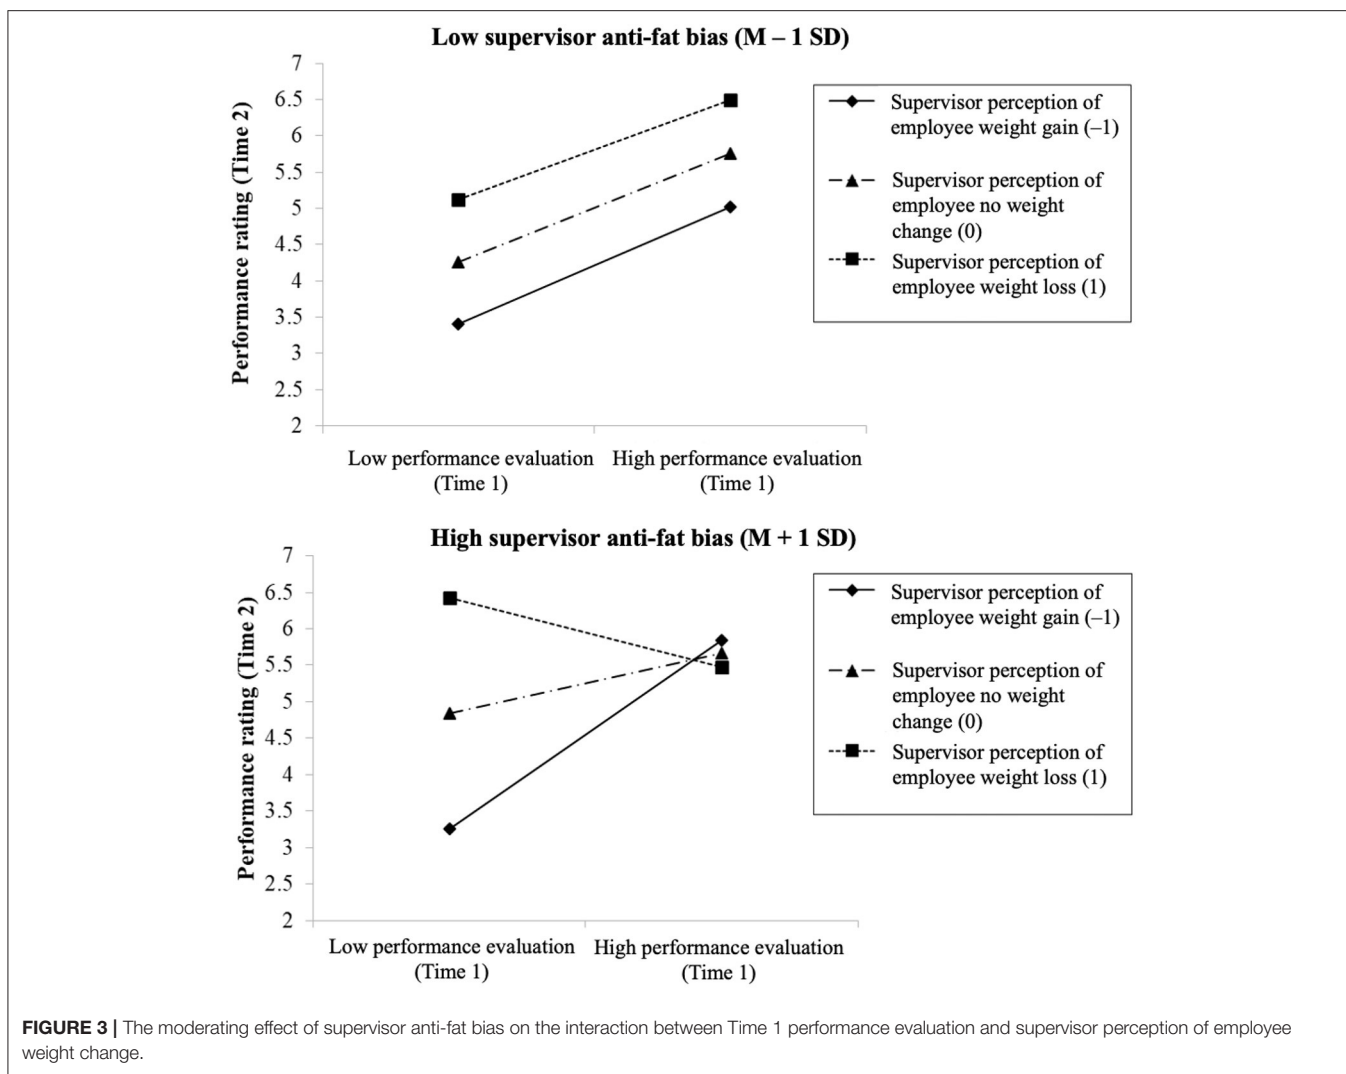 Low supervisor anti-fat bias (M – 1 SD)
Performance rating (Time 2)
7
6.5
6
5.5
5
4.5
4
3.5
3
2.5
2
Low performance evaluation
(Time 1)
High performance evaluation
(Time 1)
Supervisor perception of
employee weight gain (–1)
Supervisor perception of
employee no weight
change (0)
Supervisor perception of
employee weight loss (1)
High supervisor anti-fat bias (M + 1 SD)
Performance rating (Time 2)
7
6.5
6
5.5
5
4.5
4
3.5
3
2.5
2
Low performance evaluation
(Time 1)
High performance evaluation
(Time 1)
Supervisor perception of
employee weight gain (–1)
Supervisor perception of
employee no weight
change (0)
Supervisor perception of
employee weight loss (1)
FIGURE 3 | The moderating effect of supervisor anti-fat bias on the interaction between Time 1 performance evaluation and supervisor perception of employee
weight change.